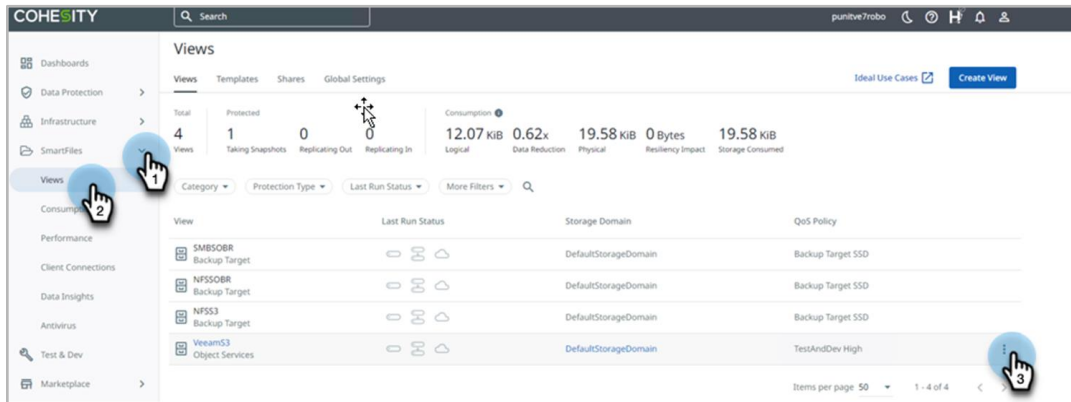 COHESITY
Search
punitve7robo
Dashboards
Data Protection
Infrastructure
SmartFiles
Views
Performance
Client Connections
Data Insights
Antivirus
Test & Dev
Marketplace
Views
Views Templates Shares Global Settings
Ideal Use Cases
Create View
Total Protected Consumption
4 1 0 0 12.07 KiB 0.62x 19.58 KiB 0 Bytes 19.58 KiB
Views Taking Snapshots Replicating Out Replicating In Logical Data Reduction Physical Resiliency Impact Storage Consumed
Category Protection Type Last Run Status More Filters
View Last Run Status Storage Domain QoS Policy
SMBSOBR
Backup Target DefaultStorageDomain Backup Target SSD
NFSSOBR
Backup Target DefaultStorageDomain Backup Target SSD
NFSS3
Backup Target DefaultStorageDomain Backup Target SSD
VeeamS3
Object Services DefaultStorageDomain TestAndDev High
Items per page 50 1 - 4 of 4
1
2
3